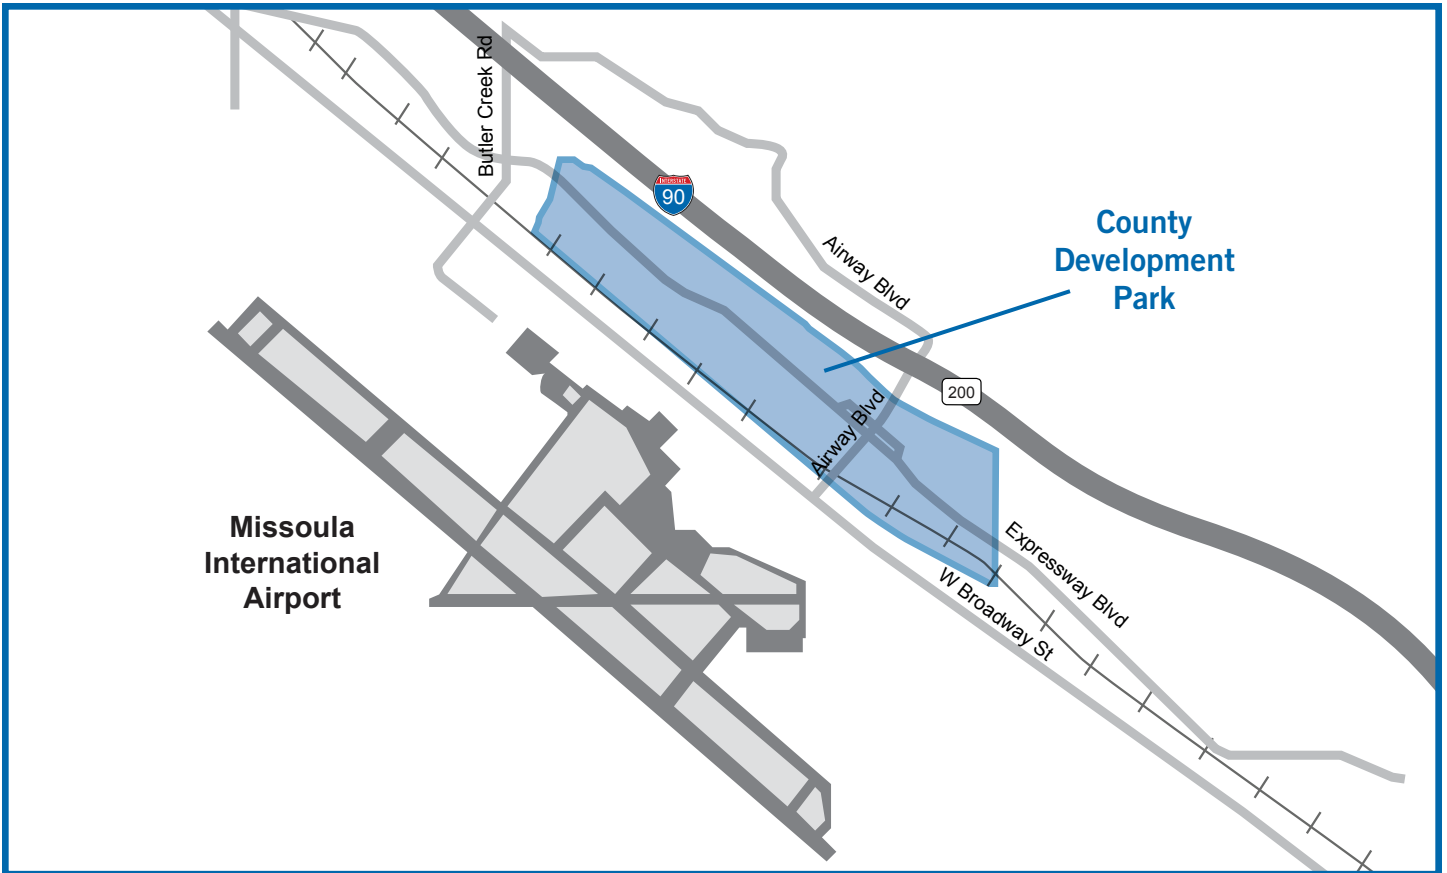 Butler Creek Rd
INTERSTATE
90
Airway Blvd
County
Development
Park
200
Airway Blvd
Missoula
International
Airport
Expressway Blvd
W Broadway St